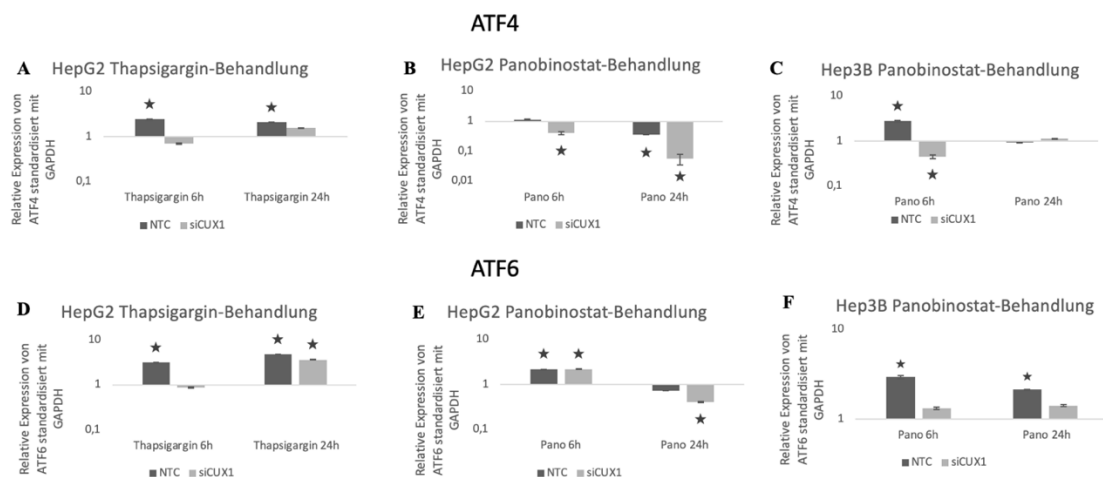 ATF4
A
HepG2 Thapsigargin-Behandlung
Relative Expression von
ATF4 standardisiert mit
GAPDH
10
1
0,1
Thapsigargin 6h
Thapsigargin 24h
NTC siCUX1
B
HepG2 Panobinostat-Behandlung
Relative Expression von
ATF4 standardisiert mit
GAPDH
10
1
0,1
0,01
Pano 6h
Pano 24h
NTC siCUX1
C
Hep3B Panobinostat-Behandlung
Relative Expression von
ATF4 standardisiert mit
GAPDH
10
1
0,1
Pano 6h
Pano 24h
NTC siCUX1
ATF6
D
HepG2 Thapsigargin-Behandlung
Relative Expression von
ATF6 standardisiert mit
GAPDH
10
1
0,1
Thapsigargin 6h
Thapsigargin 24h
NTC siCUX1
E
HepG2 Panobinostat-Behandlung
Relative Expression von
ATF6 standardisiert mit
GAPDH
10
1
0,1
Pano 6h
Pano 24h
NTC siCUX1
F
Hep3B Panobinostat-Behandlung
Relative Expression von
ATF6 standardisiert mit
GAPDH
10
1
Pano 6h
Pano 24h
NTC siCUX1